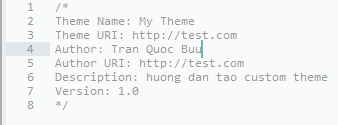 1 /*
2 Theme Name: My Theme
3 Theme URI: http://test.com
4 Author: Tran Quoc Buu
5 Author URI: http://test.com
6 Description: huong dan tao custom theme
7 Version: 1.0
8 */